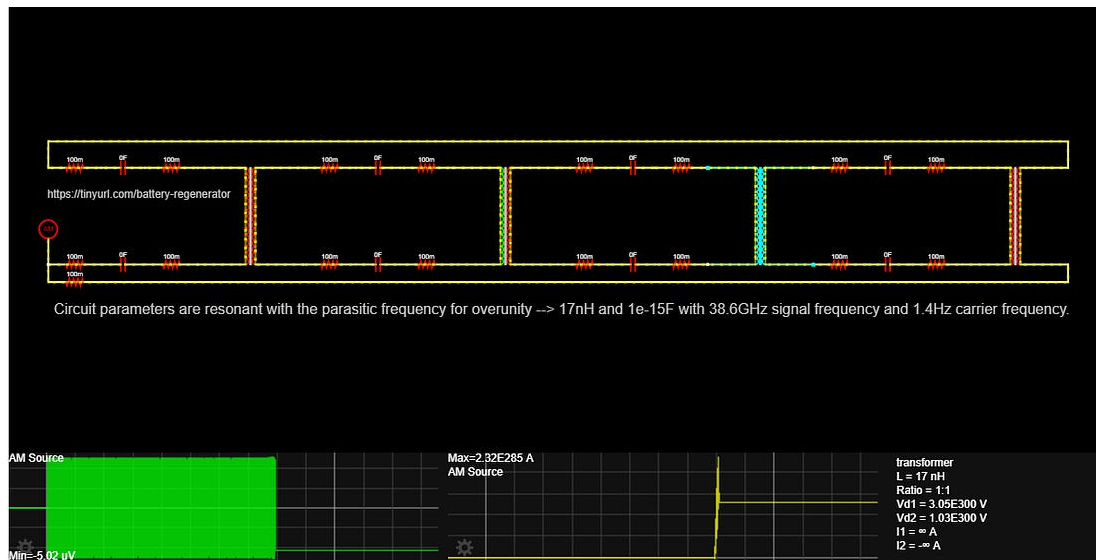 100m 0F 100m 100m 0F 100m 100m 0F 100m 100m 0F 100m
https://tinyurl.com/battery-regenerator
AM
100m 0F 100m 100m 0F 100m 100m 0F 100m 100m 0F 100m
100m
Circuit parameters are resonant with the parasitic frequency for overunity --> 17nH and 1e-15F with 38.6GHz signal frequency and 1.4Hz carrier frequency.
AM Source
Min=-5.02 uV
Max=2.32E285 A
AM Source
transformer
L = 17 nH
Ratio = 1:1
Vd1 = 3.05E300 V
Vd2 = 1.03E300 V
I1 = ∞ A
I2 = -∞ A